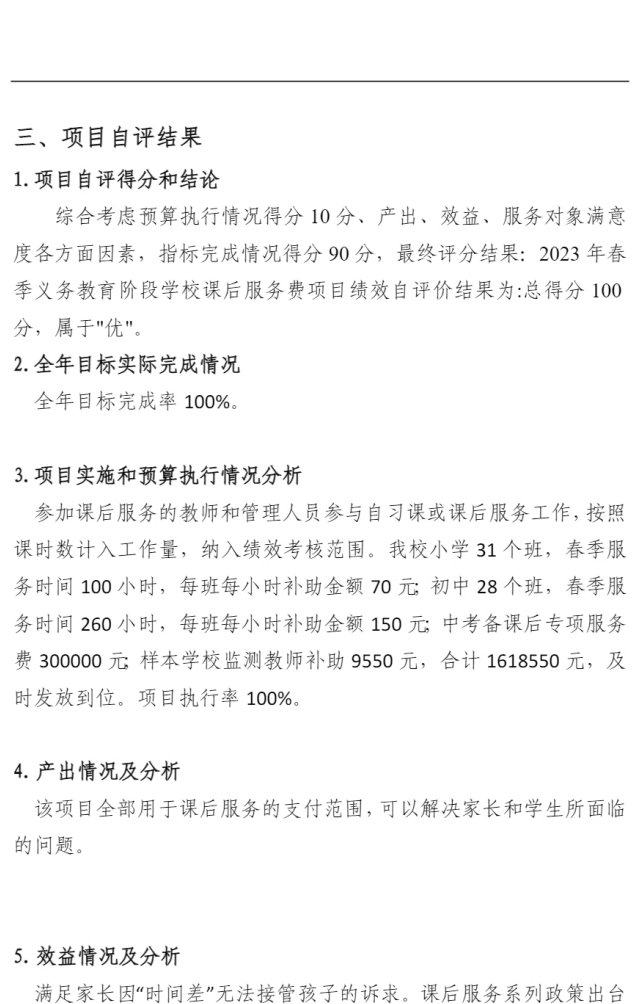 三、项目自评结果
1.项目自评得分和结论
综合考虑预算执行情况得分 10 分、产出、效益、服务对象满意
度各方面因素，指标完成情况得分 90 分，最终评分结果：2023 年春
季义务教育阶段学校课后服务费项目绩效自评价结果为:总得分 100
分，属于"优"。
2.全年目标实际完成情况
全年目标完成率 100%。
3.项目实施和预算执行情况分析
参加课后服务的教师和管理人员参与自习课或课后服务工作，按照
课时数计入工作量，纳入绩效考核范围。我校小学 31 个班，春季服
务时间 100 小时，每班每小时补助金额 70 元；初中 28 个班，春季服
务时间 260 小时，每班每小时补助金额 150 元；中考备课后专项服务
费 300000 元；样本学校监测教师补助 9550 元，合计 1618550 元，及
时发放到位。项目执行率 100%。
4. 产出情况及分析
该项目全部用于课后服务的支付范围，可以解决家长和学生所面临
的问题。
5. 效益情况及分析
满足家长因“时间差”无法接管孩子的诉求。课后服务系列政策出台